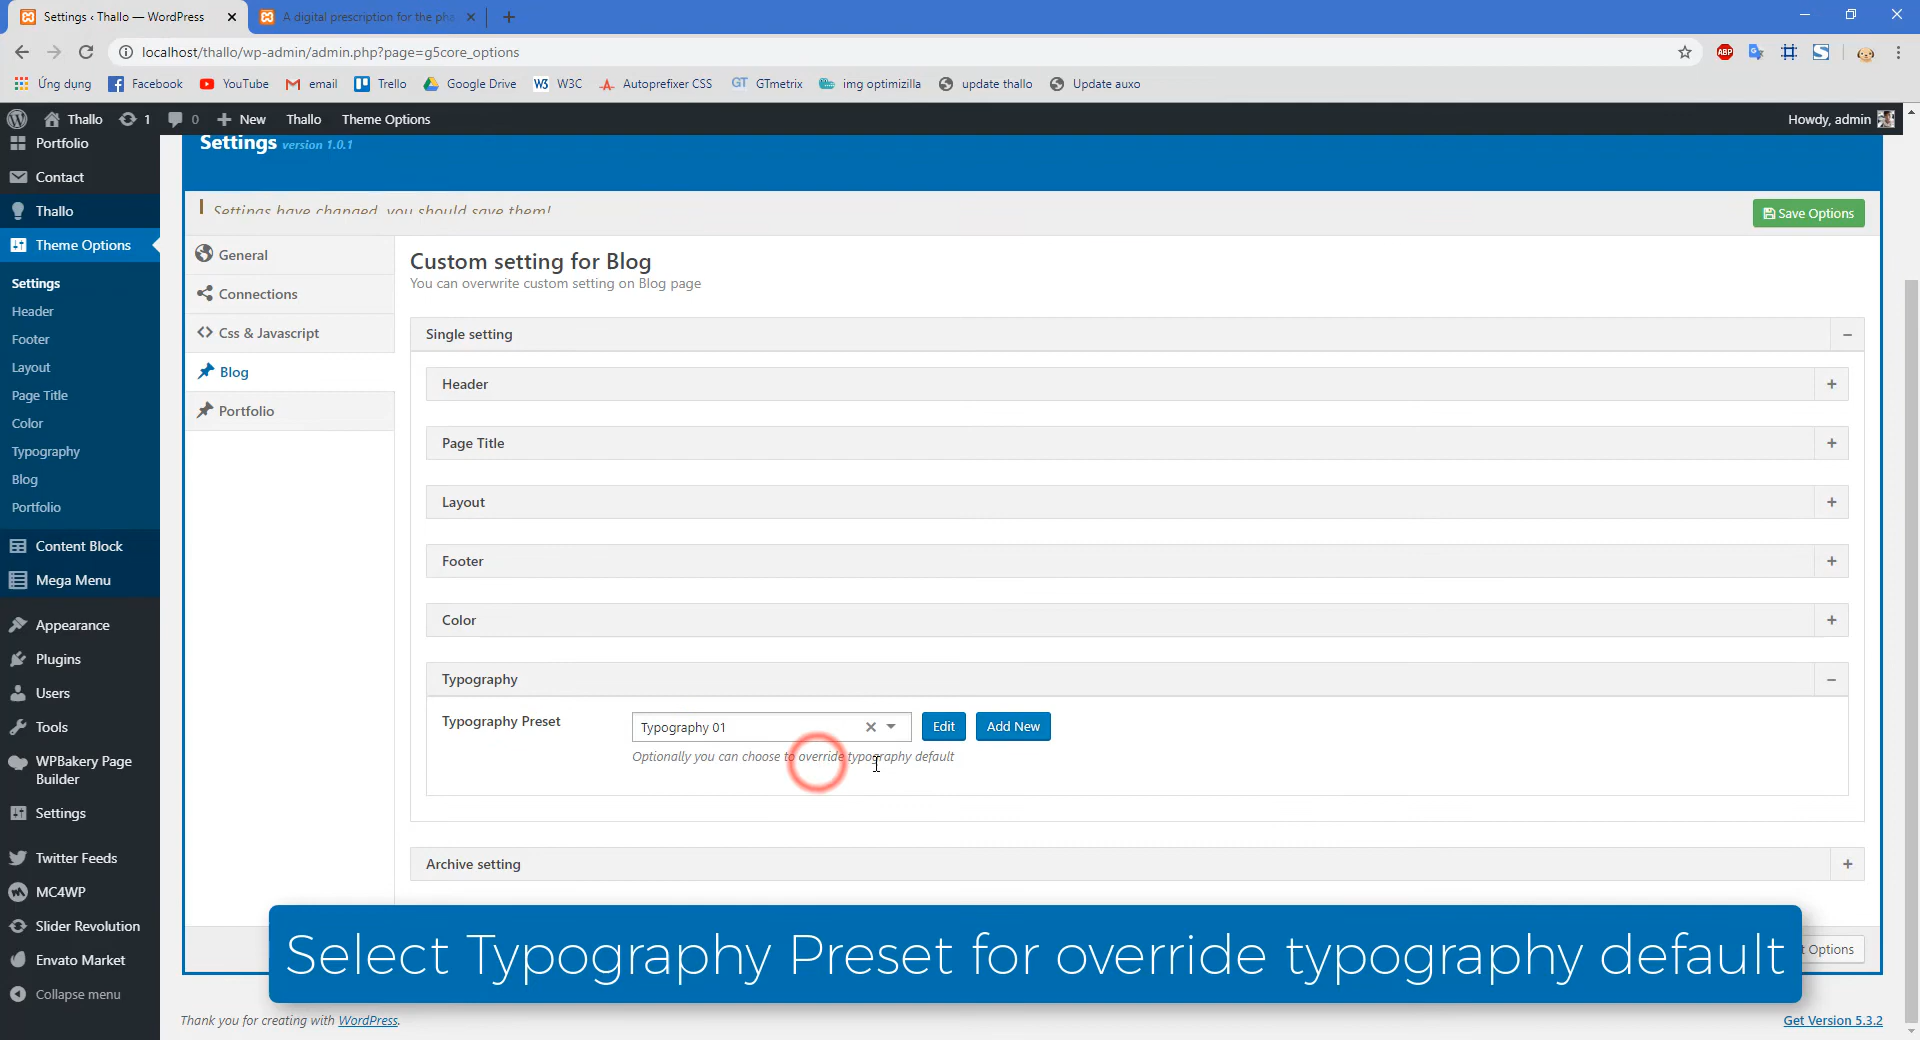 Settings ‹ Thallo — WordPress
A digital prescription for the pha
localhost/thallo/wp-admin/admin.php?page=g5core_options
ABP
Ứng dụng
Facebook
YouTube
email
Trello
Google Drive
W3 W3C
Autoprefixer CSS
GT GTmetrix
img optimizilla
update thallo
Update auxo
Thallo
1
0
New
Thallo
Theme Options
Howdy, admin
Portfolio
Contact
Thallo
Theme Options
Settings
Header
Footer
Layout
Page Title
Color
Typography
Blog
Portfolio
Content Block
Mega Menu
Appearance
Plugins
Users
Tools
WPBakery Page
Builder
Settings
Twitter Feeds
MC4WP
Slider Revolution
Envato Market
Collapse menu
Settings version 1.0.1
Settings have changed, you should save them!
Save Options
General
Connections
Css & Javascript
Blog
Portfolio
Custom setting for Blog
You can overwrite custom setting on Blog page
Single setting
Header
Page Title
Layout
Footer
Color
Typography
Typography Preset
Typography 01
Edit
Add New
Optionally you can choose to override typography default
Archive setting
Select Typography Preset for override typography default
Options
Thank you for creating with WordPress.
Get Version 5.3.2